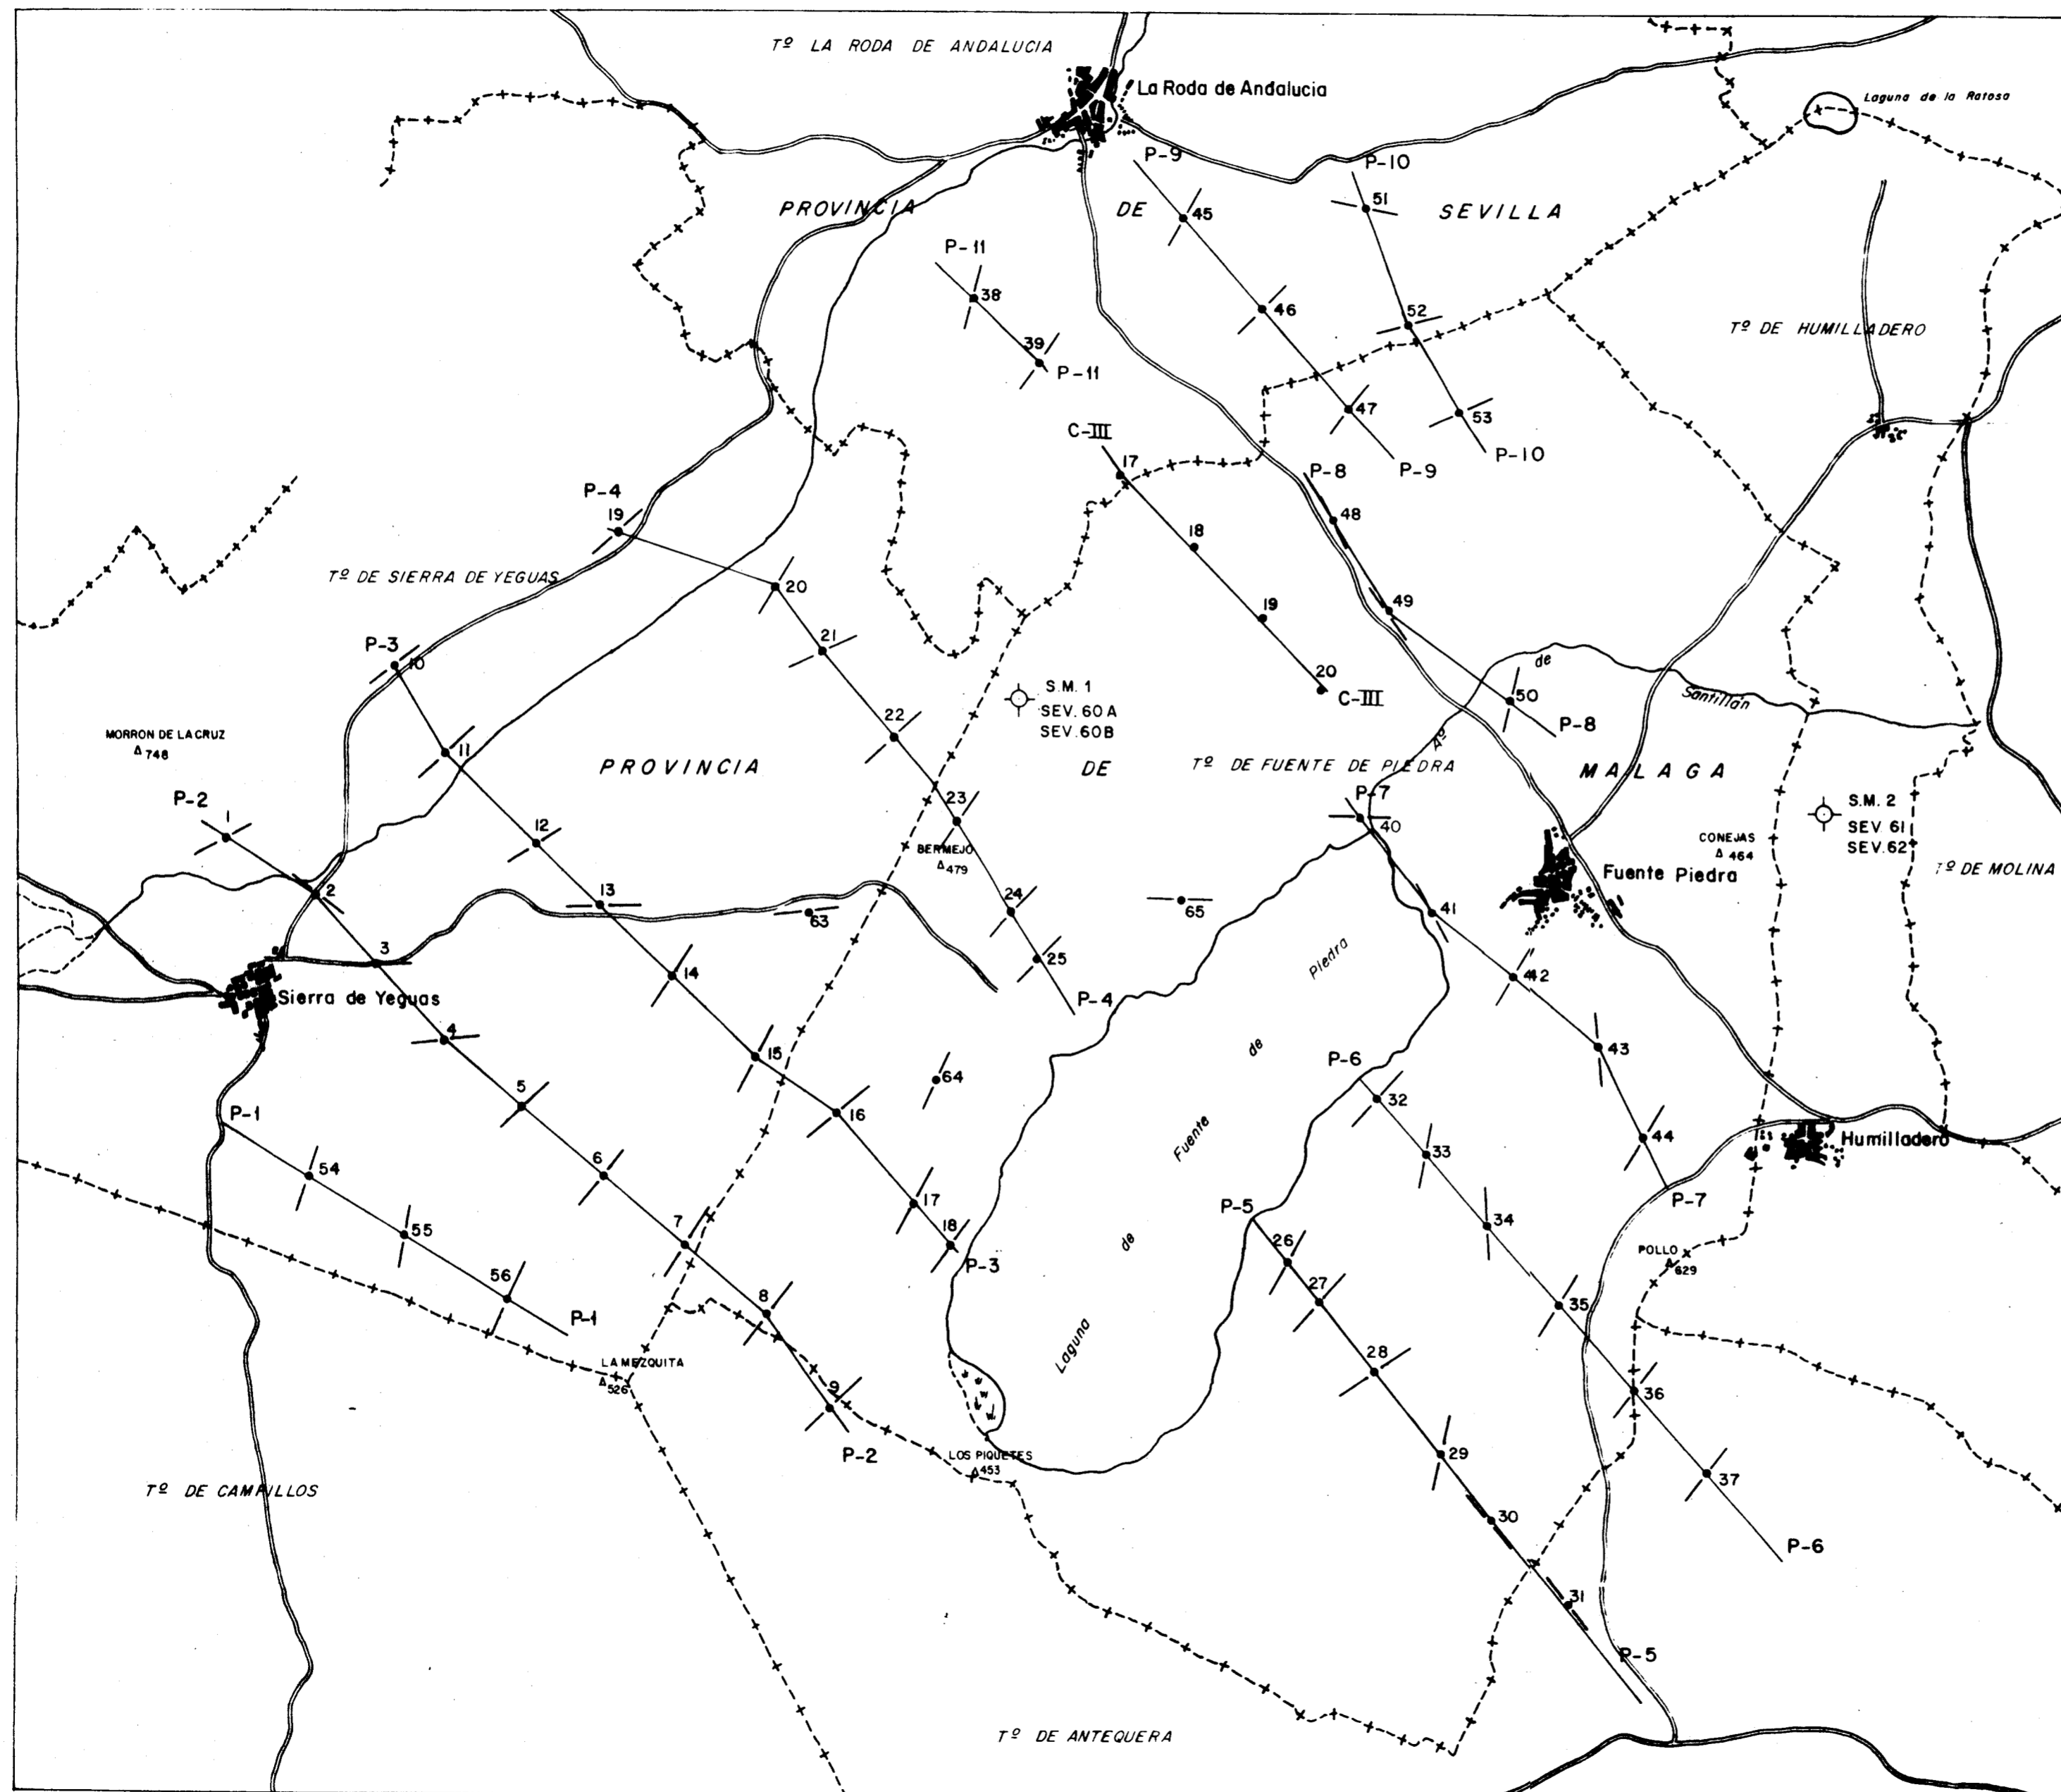 Tº LA RODA DE ANDALUCIA
La Roda de Andalucia
Laguna de la Ratosa
P-9
P-10
51
PROVINCIA
DE
SEVILLA
45
P-11
38
46
52
Tº DE HUMILLADERO
39
P-11
47
53
C-III
P-10
17
P-9
P-8
P-4
19
48
18
Tº DE SIERRA DE YEGUAS
20
49
19
21
P-3
10
de
20
S.M. 1
C-III
50
Santillán
SEV. 60 A
22
SEV. 60B
P-8
MORRON DE LA CRUZ
748
11
Aº
PROVINCIA
DE
Tº DE FUENTE DE PIEDRA
MALAGA
P-2
1
23
P-7
S.M. 2
12
40
SEV. 61
CONEJAS
464
SEV. 62
BERMEJO
479
Fuente Piedra
Tº DE MOLINA
2
13
24
63
65
41
3
25
Piedra
14
42
Sierra de Yeguas
P-4
4
de
43
15
P-6
64
5
32
P-1
16
Fuente
44
Humilladero
6
33
54
17
P-7
P-5
7
18
34
55
26
de
POLLO
629
P-3
56
27
8
35
P-1
Laguna
28
LA MEZQUITA
526
9
36
P-2
LOS PIQUETES
453
29
37
Tº DE CAMPILLOS
30
P-6
31
P-5
Tº DE ANTEQUERA